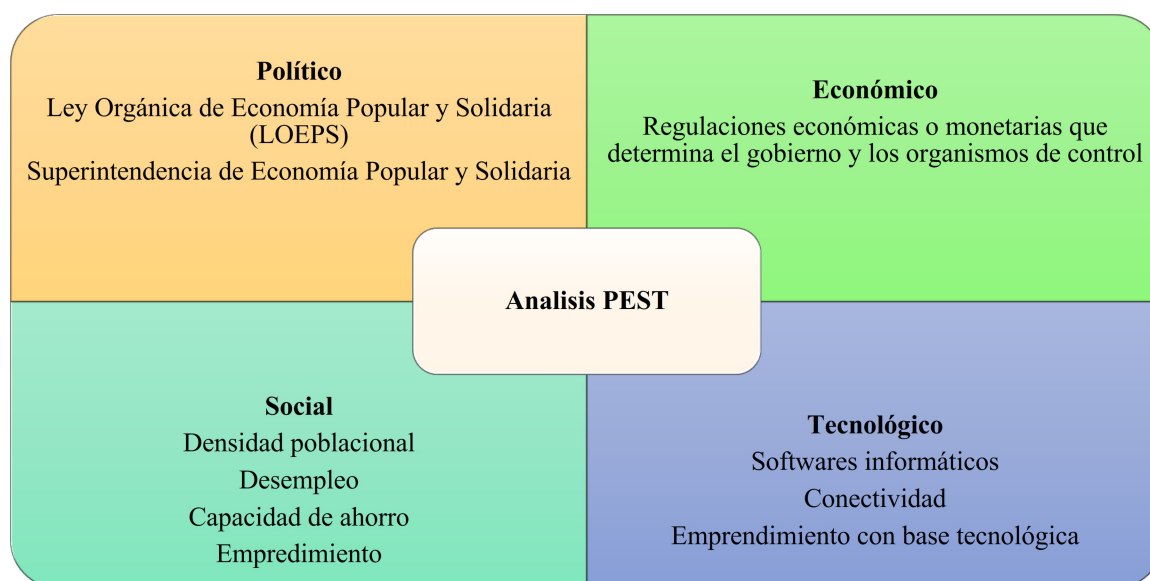 Político
Ley Orgánica de Economía Popular y Solidaria
(LOEPS)
Superintendencia de Economía Popular y Solidaria
Económico
Regulaciones económicas o monetarias que
determina el gobierno y los organismos de control
Analisis PEST
Social
Densidad poblacional
Desempleo
Capacidad de ahorro
Empredimiento
Tecnológico
Softwares informáticos
Conectividad
Emprendimiento con base tecnológica